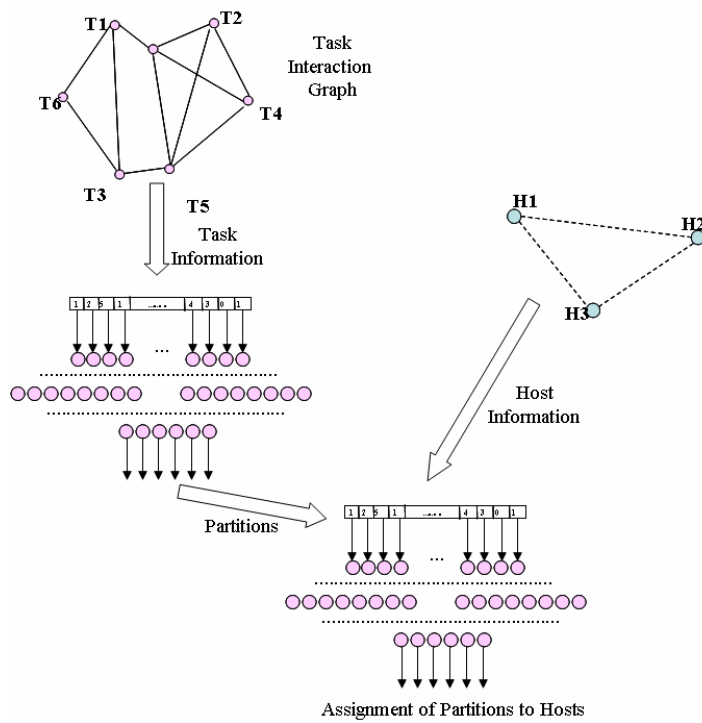 T1
T2
Task
Interaction
Graph
T6
T4
T3
T5
Task
Information
H1
H2
H3
1 2 5 1 ...... 4 3 0 1
...
Host
Information
Partitions
1 2 5 1 ...... 4 3 0 1
...
Assignment of Partitions to Hosts